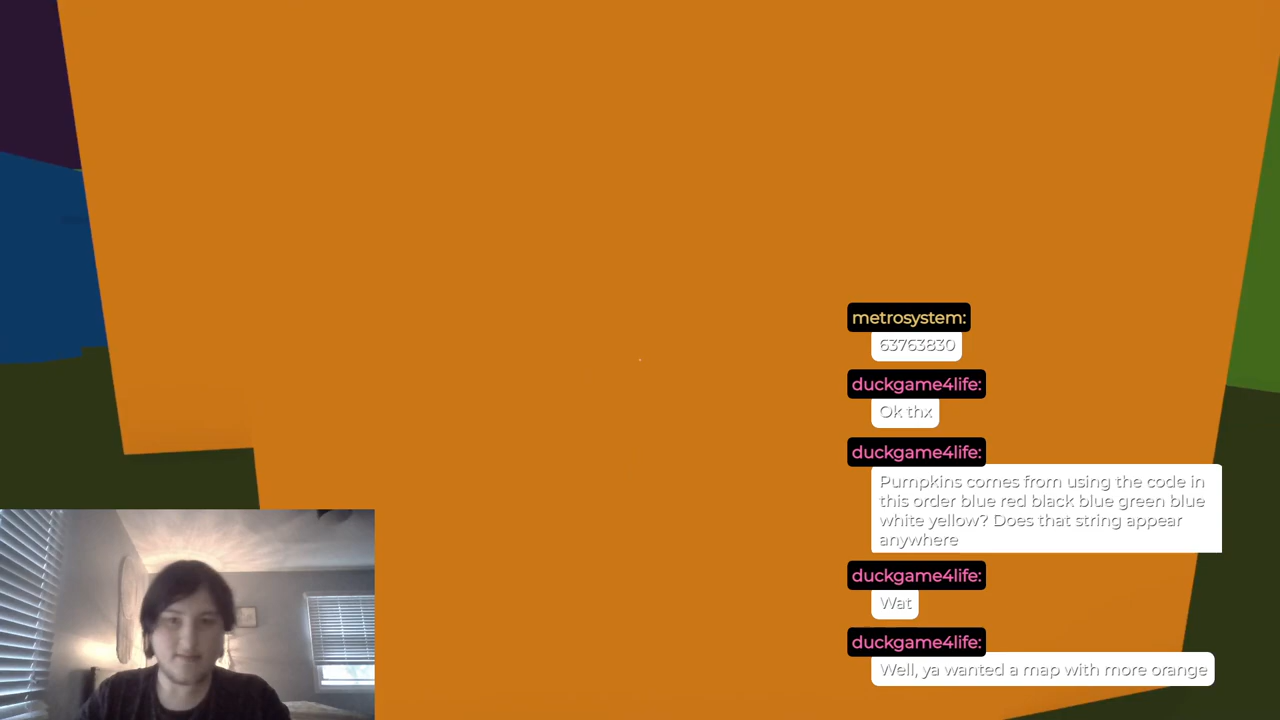 metrosystem:
63763830
duckgame4life:
Ok thx
duckgame4life:
Pumpkins comes from using the code in
this order blue red black blue green blue
white yellow? Does that string appear
anywhere
duckgame4life:
Wat
duckgame4life:
Well, ya wanted a map with more orange